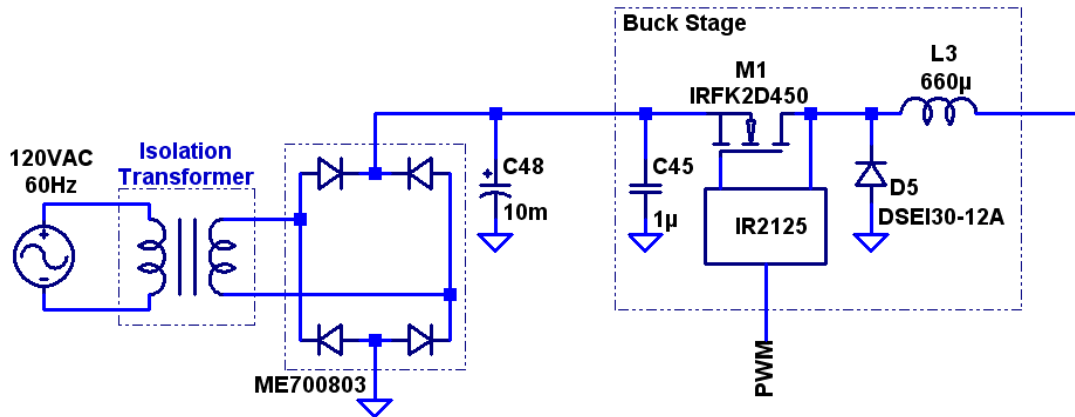 Buck Stage
L3
660µ
M1
IRFK2D450
120VAC
60Hz
Isolation
Transformer
C48
10m
C45
1µ
D5
DSEI30-12A
IR2125
ME700803
PWM